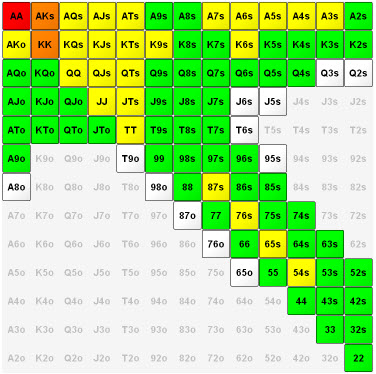 AA AKs AQs AJs ATs A9s A8s A7s A6s A5s A4s A3s A2s
AKo KK KQs KJs KTs K9s K8s K7s K6s K5s K4s K3s K2s
AQo KQo QQ QJs QTs Q9s Q8s Q7s Q6s Q5s Q4s Q3s Q2s
AJo KJo QJo JJ JTs J9s J8s J7s J6s J5s J4s J3s J2s
ATo KTo QTo JTo TT T9s T8s T7s T6s T5s T4s T3s T2s
A9o K9o Q9o J9o T9o 99 98s 97s 96s 95s 94s 93s 92s
A8o K8o Q8o J8o T8o 98o 88 87s 86s 85s 84s 83s 82s
A7o K7o Q7o J7o T7o 97o 87o 77 76s 75s 74s 73s 72s
A6o K6o Q6o J6o T6o 96o 86o 76o 66 65s 64s 63s 62s
A5o K5o Q5o J5o T5o 95o 85o 75o 65o 55 54s 53s 52s
A4o K4o Q4o J4o T4o 94o 84o 74o 64o 54o 44 43s 42s
A3o K3o Q3o J3o T3o 93o 83o 73o 63o 53o 43o 33 32s
A2o K2o Q2o J2o T2o 92o 82o 72o 62o 52o 42o 32o 22